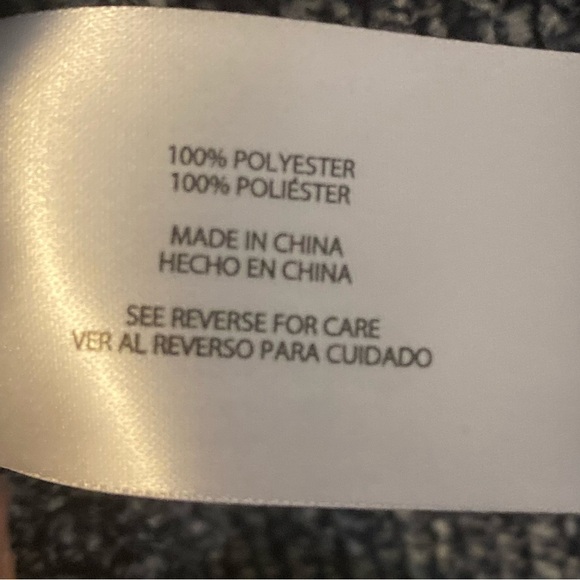 100% POLYESTER
100% POLIÉSTER
MADE IN CHINA
HECHO EN CHINA
SEE REVERSE FOR CARE
VER AL REVERSO PARA CUIDADO